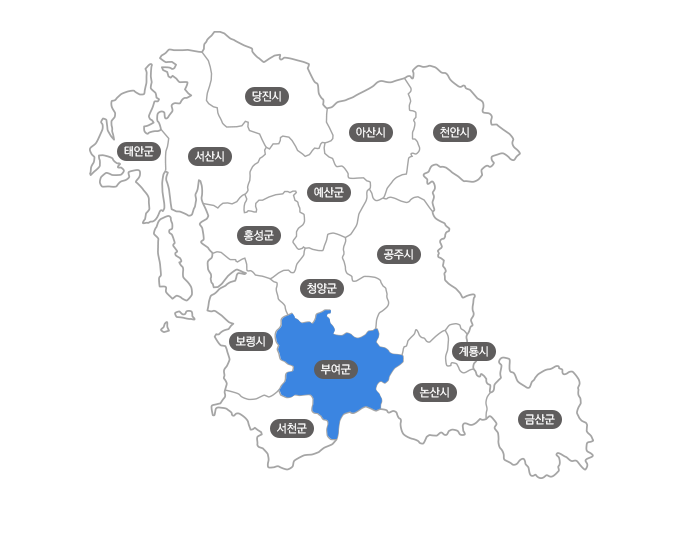 당진시
아산시
천안시
태안군
서산시
예산군
홍성군
공주시
청양군
보령시
계룡시
부여군
논산시
금산군
서천군